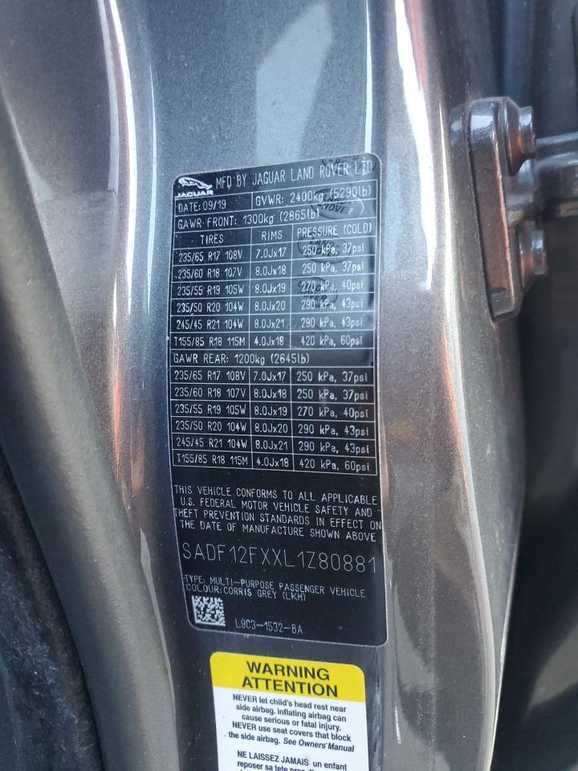 JAGUAR
MFD BY JAGUAR LAND ROVER LTD
DATE: 09/19 GVWR: 2400kg (5290lb)
GAWR FRONT: 1300kg (2865lb)
TIRES RIMS PRESSURE (COLD)
235/65 R17 108V 7.0Jx17 250 kPa, 37psi
235/60 R18 107V 8.0Jx18 250 kPa, 37psi
235/55 R19 105W 8.0Jx19 270 kPa, 40psi
235/50 R20 104W 8.0Jx20 290 kPa, 43psi
245/45 R21 104W 8.0Jx21 290 kPa, 43psi
T155/85 R18 115M 4.0Jx18 420 kPa, 60psi
GAWR REAR: 1200kg (2645lb)
235/65 R17 108V 7.0Jx17 250 kPa, 37psi
235/60 R18 107V 8.0Jx18 250 kPa, 37psi
235/55 R19 105W 8.0Jx19 270 kPa, 40psi
235/50 R20 104W 8.0Jx20 290 kPa, 43psi
245/45 R21 104W 8.0Jx21 290 kPa, 43psi
T155/85 R18 115M 4.0Jx18 420 kPa, 60psi
THIS VEHICLE CONFORMS TO ALL APPLICABLE
U.S. FEDERAL MOTOR VEHICLE SAFETY AND
THEFT PREVENTION STANDARDS IN EFFECT ON
THE DATE OF MANUFACTURE SHOWN ABOVE
SADF12FXXL1Z80881
TYPE: MULTI-PURPOSE PASSENGER VEHICLE
COLOUR:CORRIS GREY (LKH)
L9C3-1532-BA
WARNING
ATTENTION
NEVER let child's head rest near
side airbag. inflating airbag can
cause serious or fatal injury.
NEVER use seat covers that block
the side airbag. See Owners' Manual
NE LAISSEZ JAMAIS un enfant
reposer sa tête près du